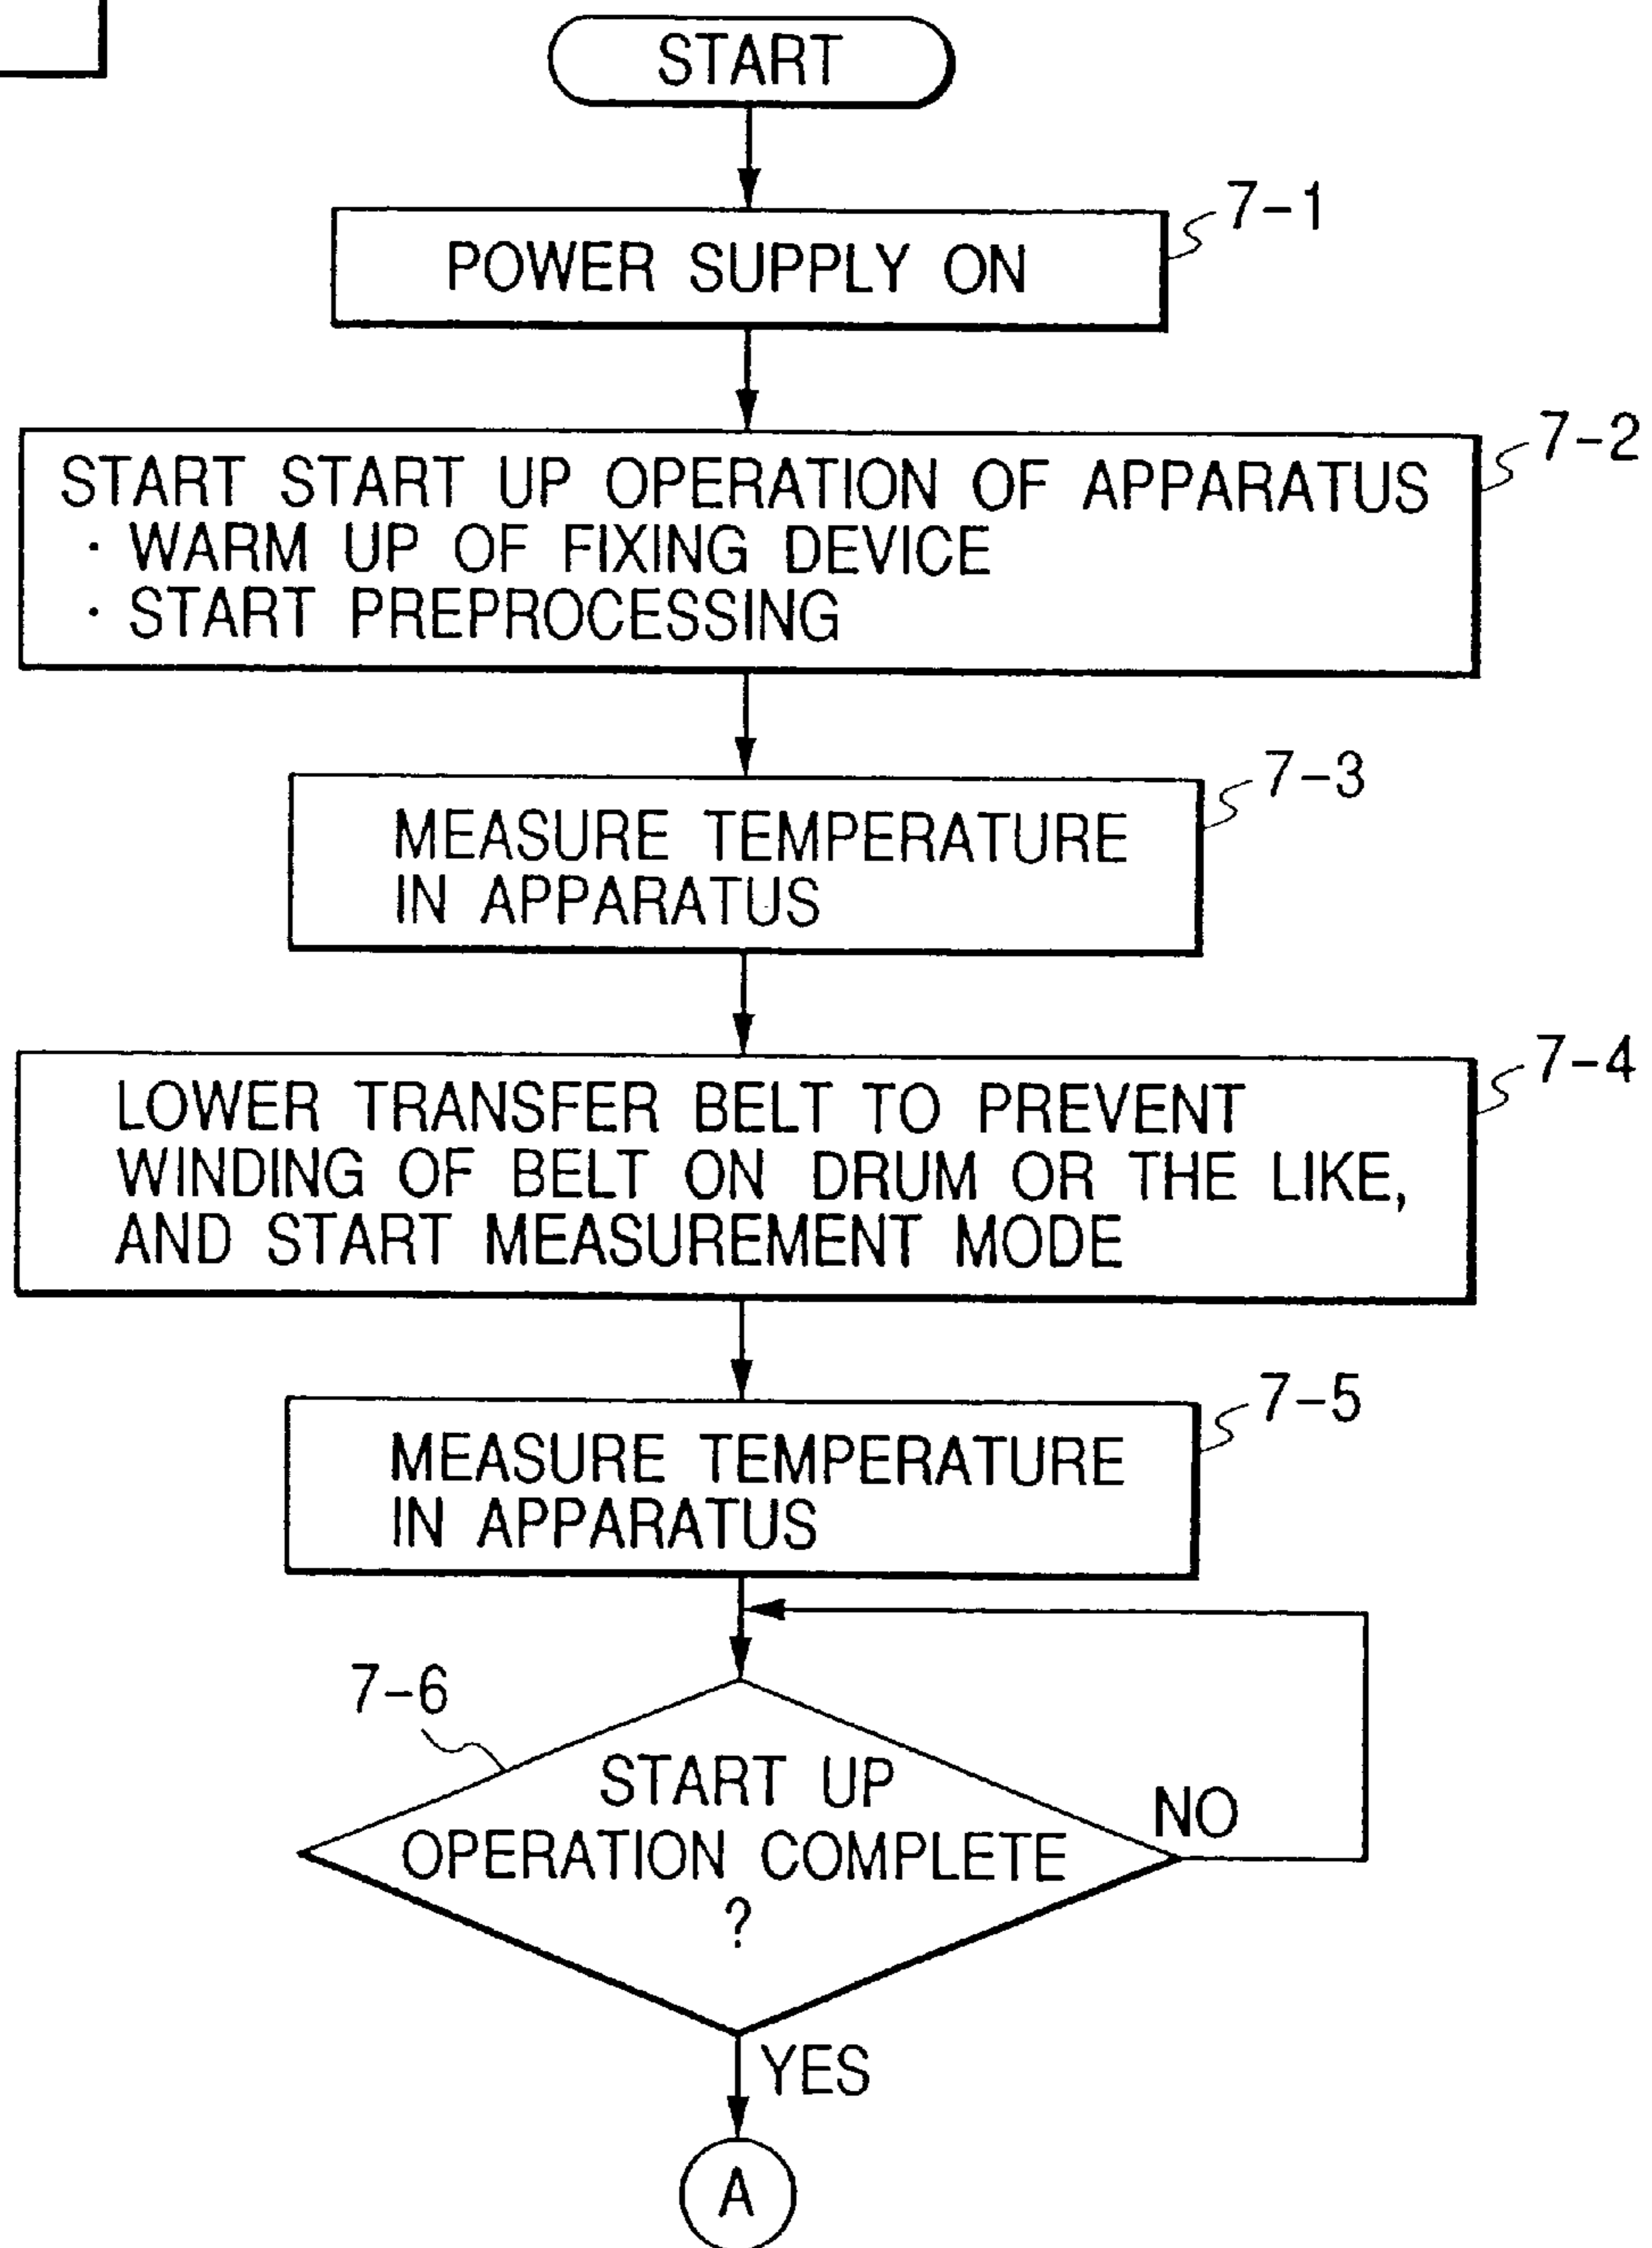 START
7-1
POWER SUPPLY ON
7-2
START START UP OPERATION OF APPARATUS
· WARM UP OF FIXING DEVICE
· START PREPROCESSING
7-3
MEASURE TEMPERATURE
IN APPARATUS
7-4
LOWER TRANSFER BELT TO PREVENT
WINDING OF BELT ON DRUM OR THE LIKE,
AND START MEASUREMENT MODE
7-5
MEASURE TEMPERATURE
IN APPARATUS
7-6
START UP
OPERATION COMPLETE
?
NO
YES
A